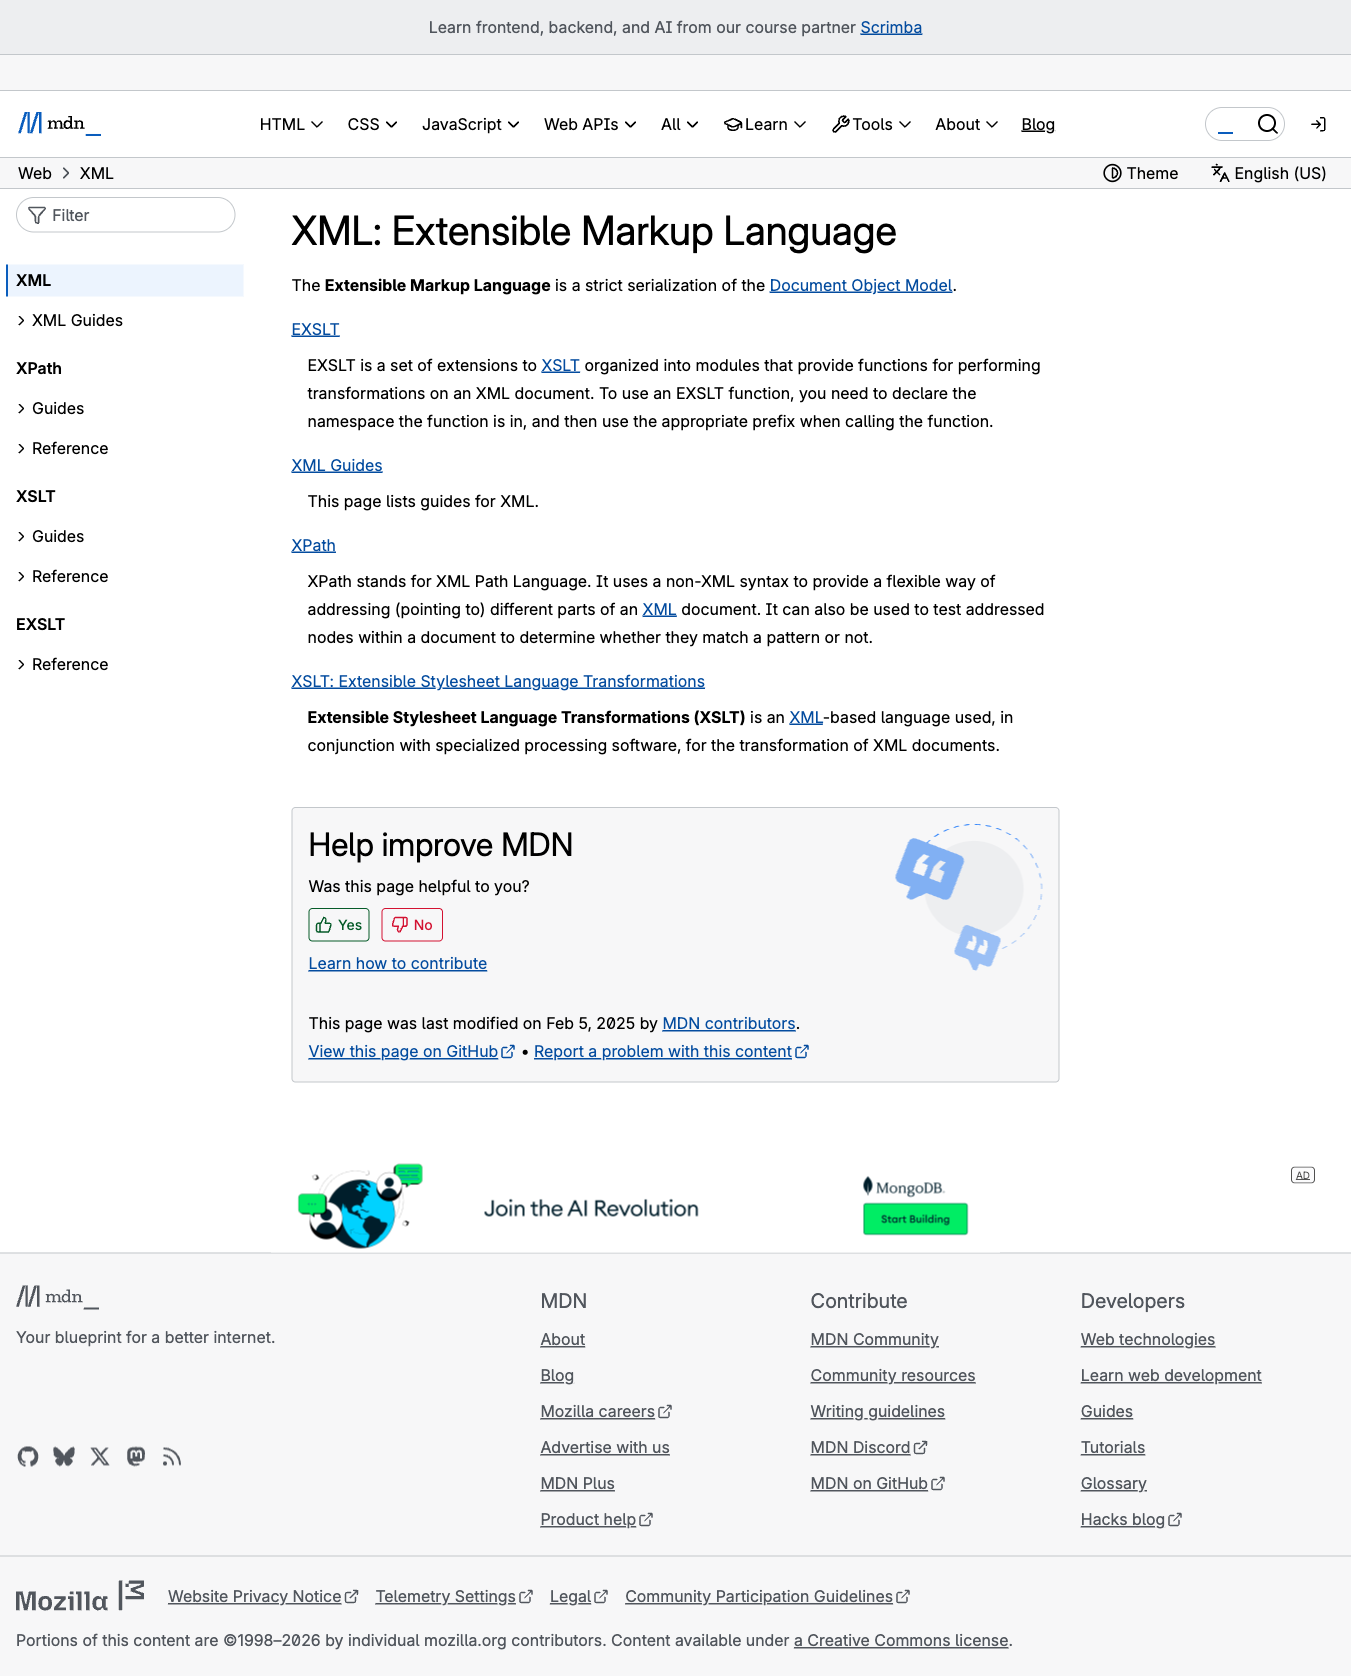 Learn frontend, backend, and AI from our course partner Scrimba
mdn_
HTML CSS JavaScript Web APIs All Learn Tools About Blog
Web > XML
Theme English (US)
Filter
XML
XML Guides
XPath
Guides
Reference
XSLT
Guides
Reference
EXSLT
Reference
XML: Extensible Markup Language
The Extensible Markup Language is a strict serialization of the Document Object Model.
EXSLT
EXSLT is a set of extensions to XSLT organized into modules that provide functions for performing
transformations on an XML document. To use an EXSLT function, you need to declare the
namespace the function is in, and then use the appropriate prefix when calling the function.
XML Guides
This page lists guides for XML.
XPath
XPath stands for XML Path Language. It uses a non-XML syntax to provide a flexible way of
addressing (pointing to) different parts of an XML document. It can also be used to test addressed
nodes within a document to determine whether they match a pattern or not.
XSLT: Extensible Stylesheet Language Transformations
Extensible Stylesheet Language Transformations (XSLT) is an XML-based language used, in
conjunction with specialized processing software, for the transformation of XML documents.
Help improve MDN
Was this page helpful to you?
Yes No
Learn how to contribute
This page was last modified on Feb 5, 2025 by MDN contributors.
View this page on GitHub • Report a problem with this content
Join the AI Revolution
MongoDB.
Start Building
AD
mdn_
Your blueprint for a better internet.
MDN
About
Blog
Mozilla careers
Advertise with us
MDN Plus
Product help
Contribute
MDN Community
Community resources
Writing guidelines
MDN Discord
MDN on GitHub
Developers
Web technologies
Learn web development
Guides
Tutorials
Glossary
Hacks blog
Mozilla
Website Privacy Notice Telemetry Settings Legal Community Participation Guidelines
Portions of this content are ©1998–2026 by individual mozilla.org contributors. Content available under a Creative Commons license.